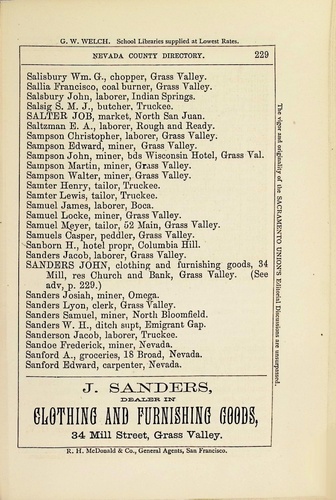 G. W. WELCH. School Libraries supplied at Lowest Rates.
NEVADA COUNTY DIRECTORY. 229
Salisbury Wm. G., chopper, Grass Valley.
Sallia Francisco, coal burner, Grass Valley.
Salsbury John, laborer, Indian Springs.
Salsig S. M. J., butcher, Truckee.
SALTER JOB, market, North San Juan.
Saltzman E. A., laborer, Rough and Ready.
Sampson Christopher, laborer, Grass Valley.
Sampson Edward, miner, Grass Valley.
Sampson John, miner, bds Wisconsin Hotel, Grass Val.
Sampson Martin, miner, Grass Valley.
Sampson Walter, miner, Grass Valley.
Samter Henry, tailor, Truckee.
Samter Lewis, tailor, Truckee.
Samuel James, laborer, Boca.
Samuel Locke, miner, Grass Valley.
Samuel Meyer, tailor, 52 Main, Grass Valley.
Samuels Casper, peddler, Grass Valley.
Sanborn H., hotel propr, Columbia Hill.
Sanders Jacob, laborer, Grass Valley.
SANDERS JOHN, clothing and furnishing goods, 34
Mill, res Church and Bank, Grass Valley. (See
adv, p. 229.)
Sanders Josiah, miner, Omega.
Sanders Lyon, clerk, Grass Valley.
Sanders Samuel, miner, North Bloomfield.
Sanders W. H., ditch supt, Emigrant Gap.
Sanderson Jacob, laborer, Truckee.
Sandoe Frederick, miner, Nevada.
Sanford A., groceries, 18 Broad, Nevada.
Sanford Edward, carpenter, Nevada.
The vigor and originality of the SACRAMENTO UNION'S Editorial Discussions are unsurpassed.
J. SANDERS,
DEALER IN
CLOTHING AND FURNISHING GOODS,
34 Mill Street, Grass Valley.
R. H. McDonald & Co., General Agents, San Francisco.